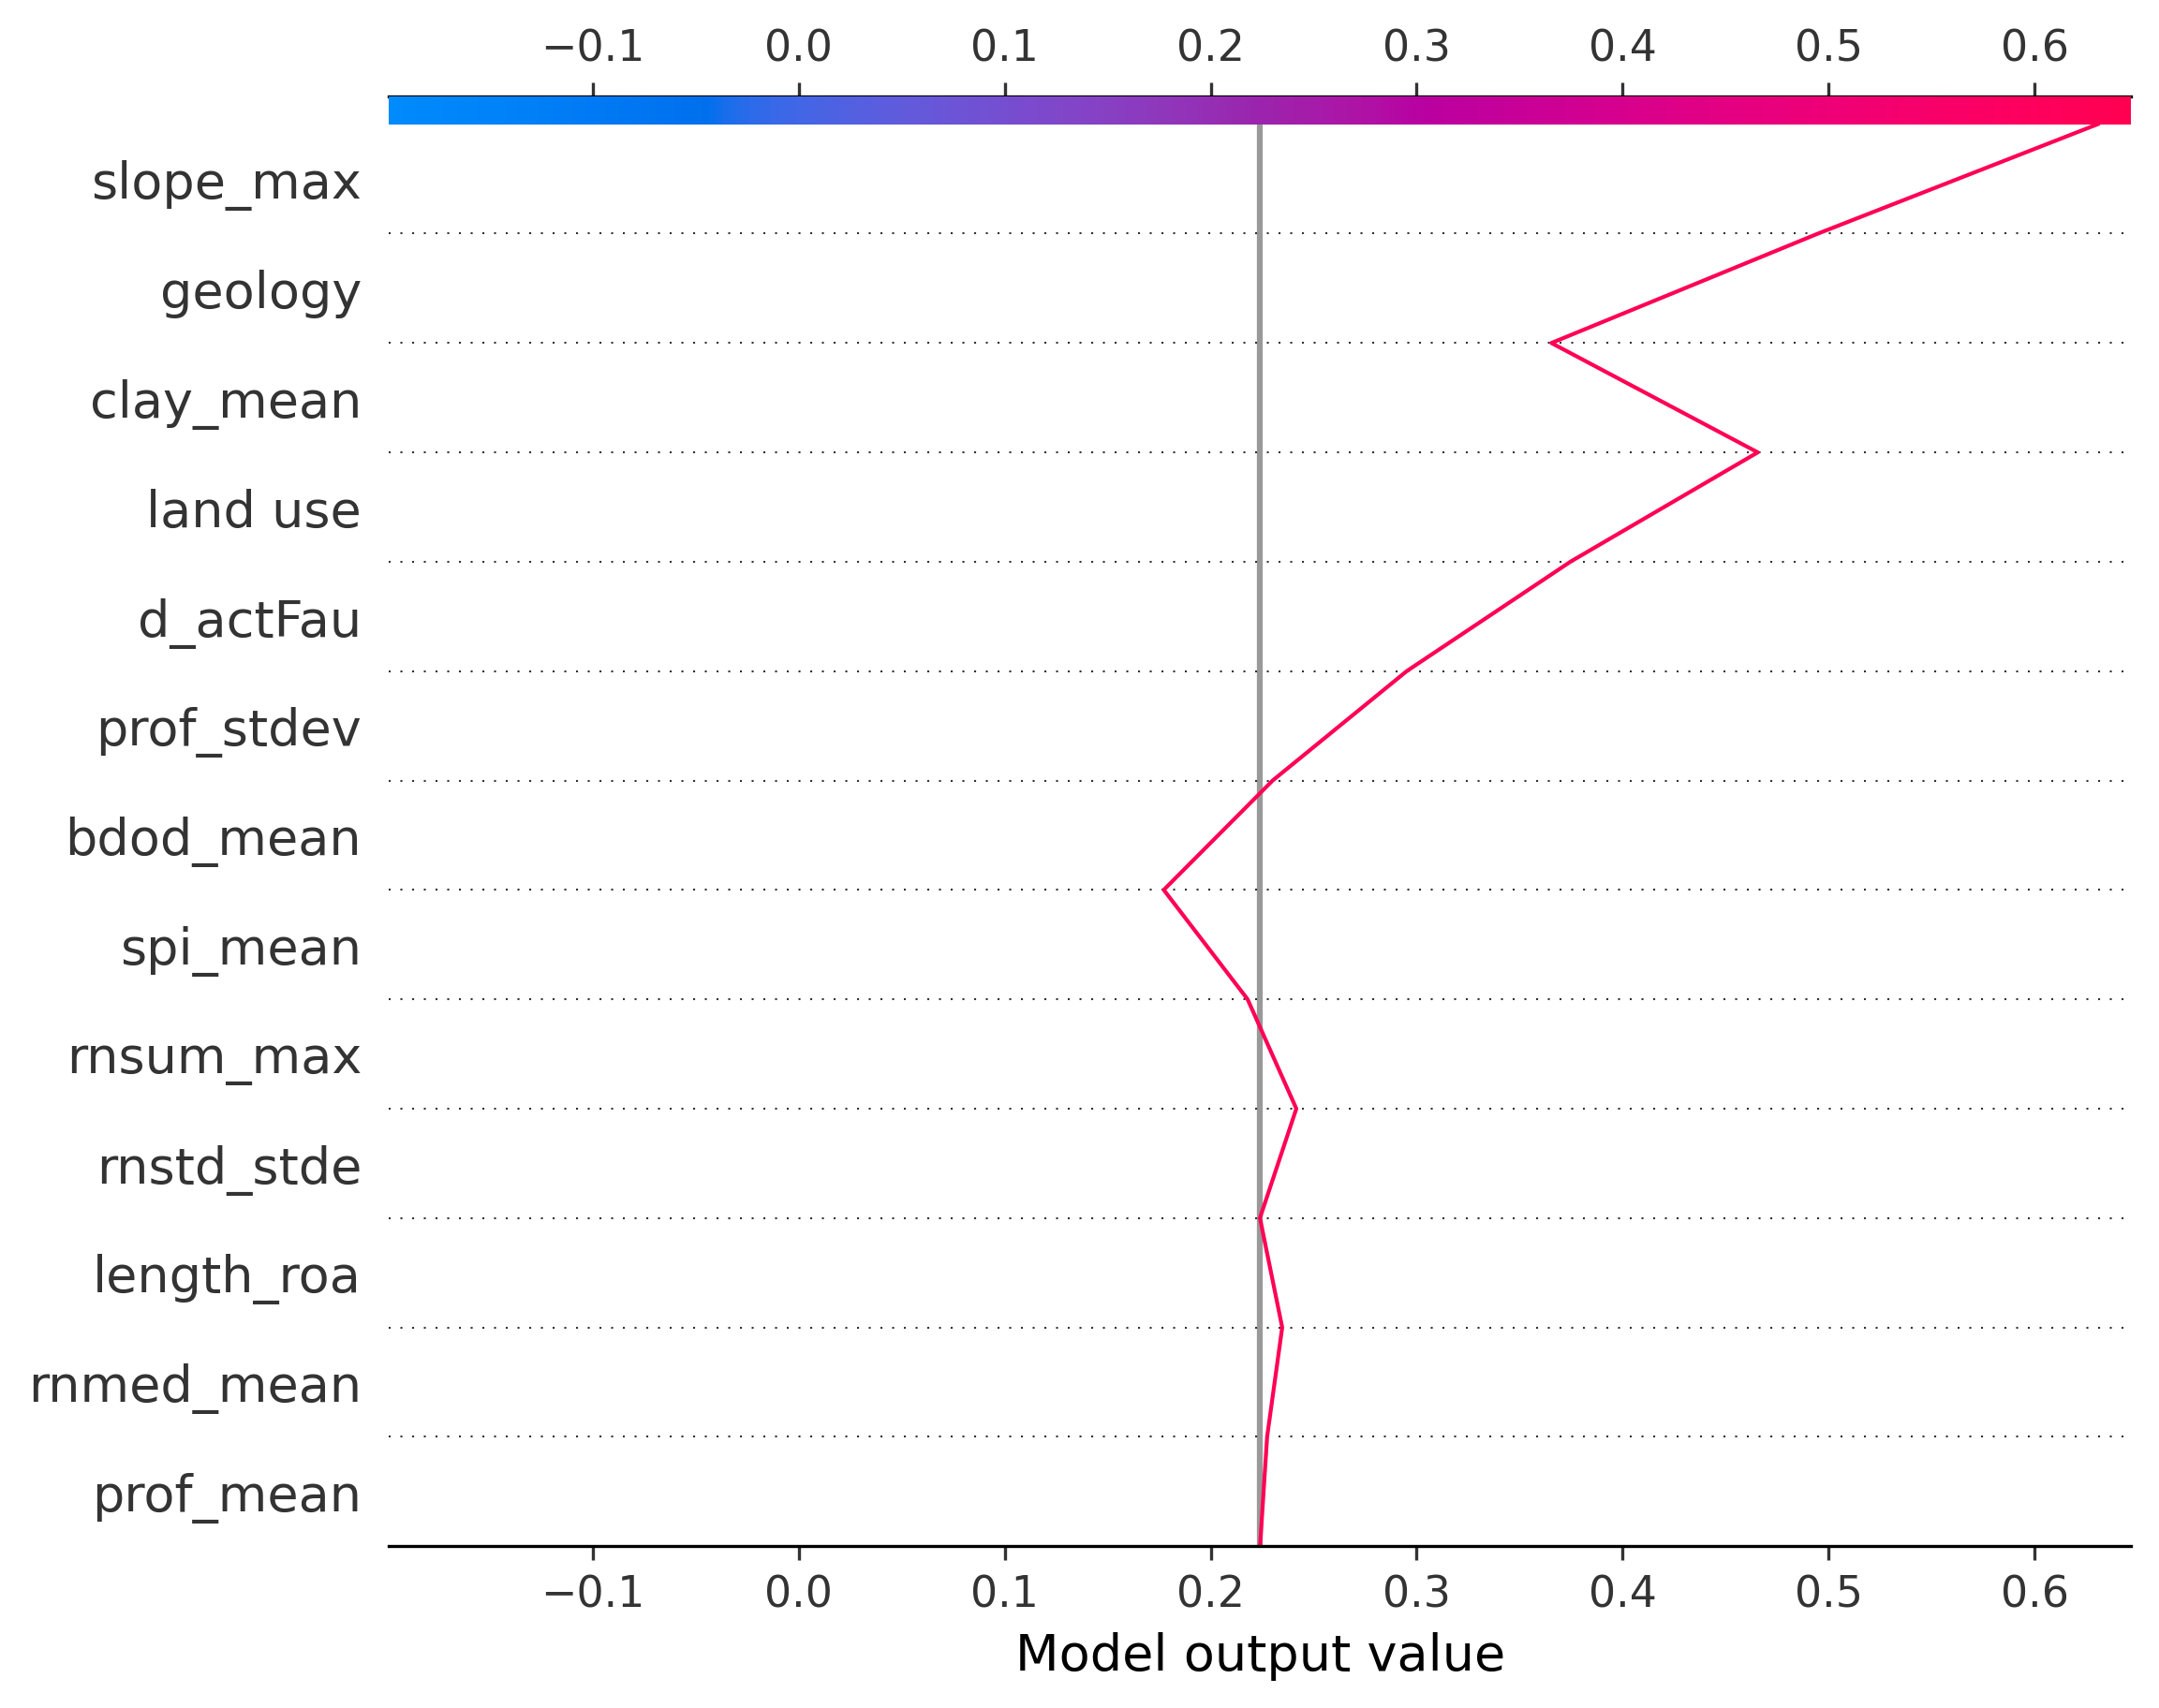 −0.1 0.0 0.1 0.2 0.3 0.4 0.5 0.6
slope_max
geology
clay_mean
land use
d_actFau
prof_stdev
bdod_mean
spi_mean
rnsum_max
rnstd_stde
length_roa
rnmed_mean
prof_mean
−0.1 0.0 0.1 0.2 0.3 0.4 0.5 0.6
Model output value